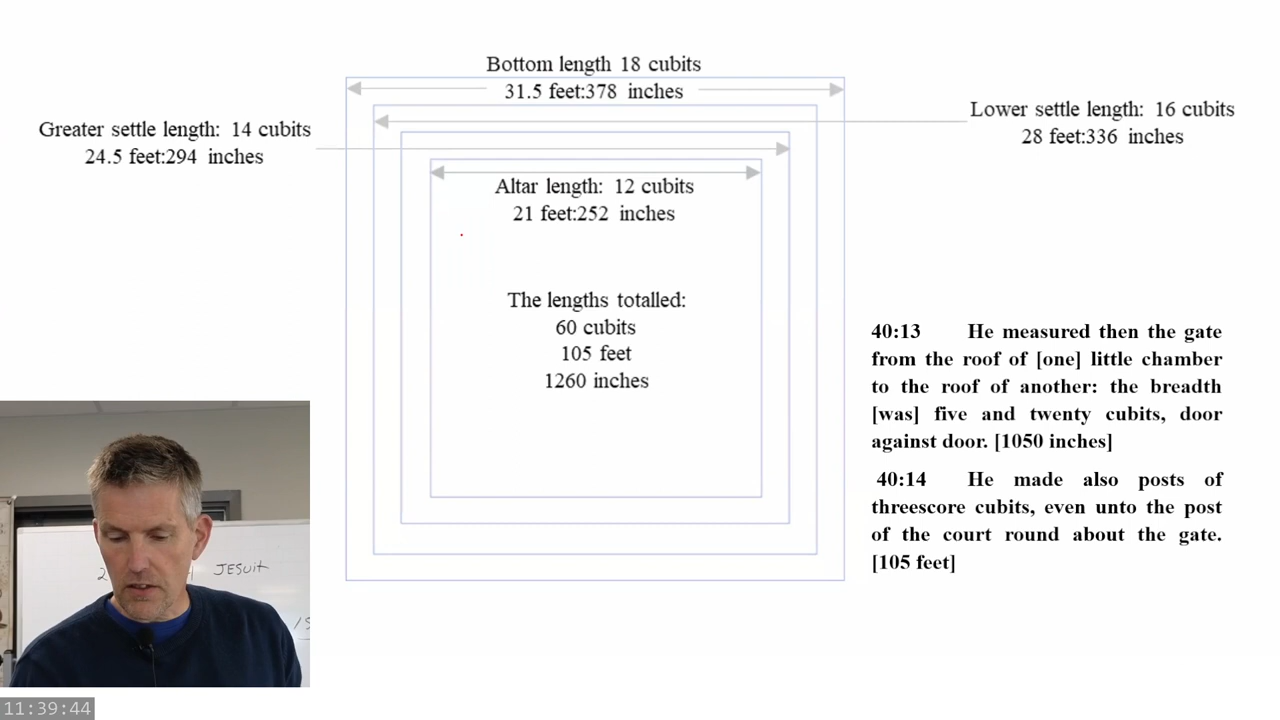 Bottom length 18 cubits
31.5 feet:378 inches
Greater settle length: 14 cubits
24.5 feet:294 inches
Lower settle length: 16 cubits
28 feet:336 inches
Altar length: 12 cubits
21 feet:252 inches
The lengths totalled:
60 cubits
105 feet
1260 inches
40:13 He measured then the gate
from the roof of [one] little chamber
to the roof of another: the breadth
[was] five and twenty cubits, door
against door. [1050 inches]
40:14 He made also posts of
threescore cubits, even unto the post
of the court round about the gate.
[105 feet]
JESUIT
11:39:44